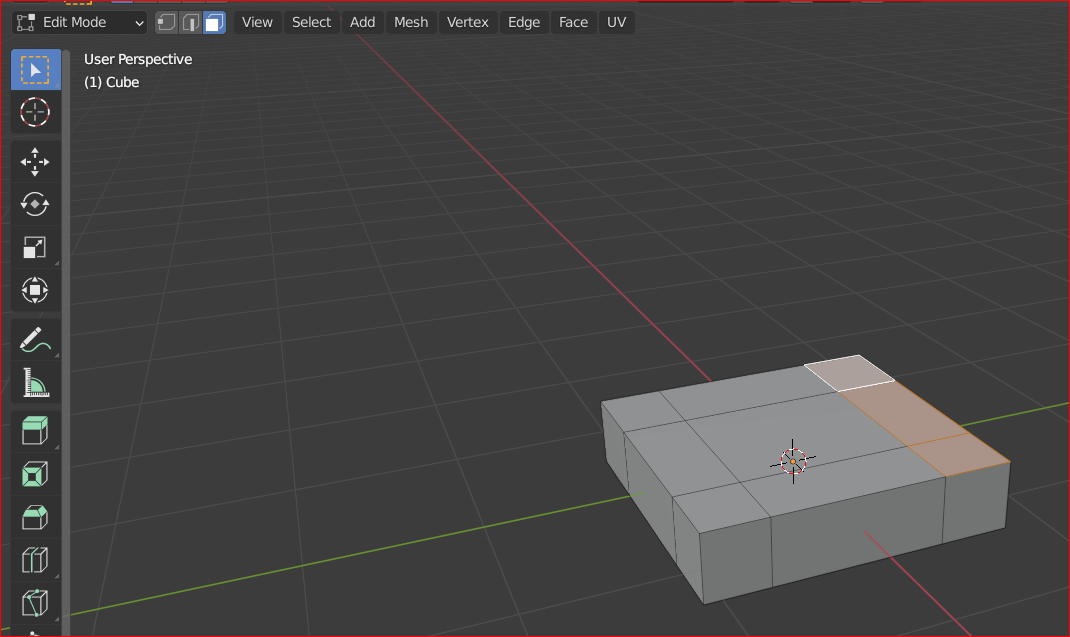 Edit Mode View Select Add Mesh Vertex Edge Face UV
User Perspective
(1) Cube